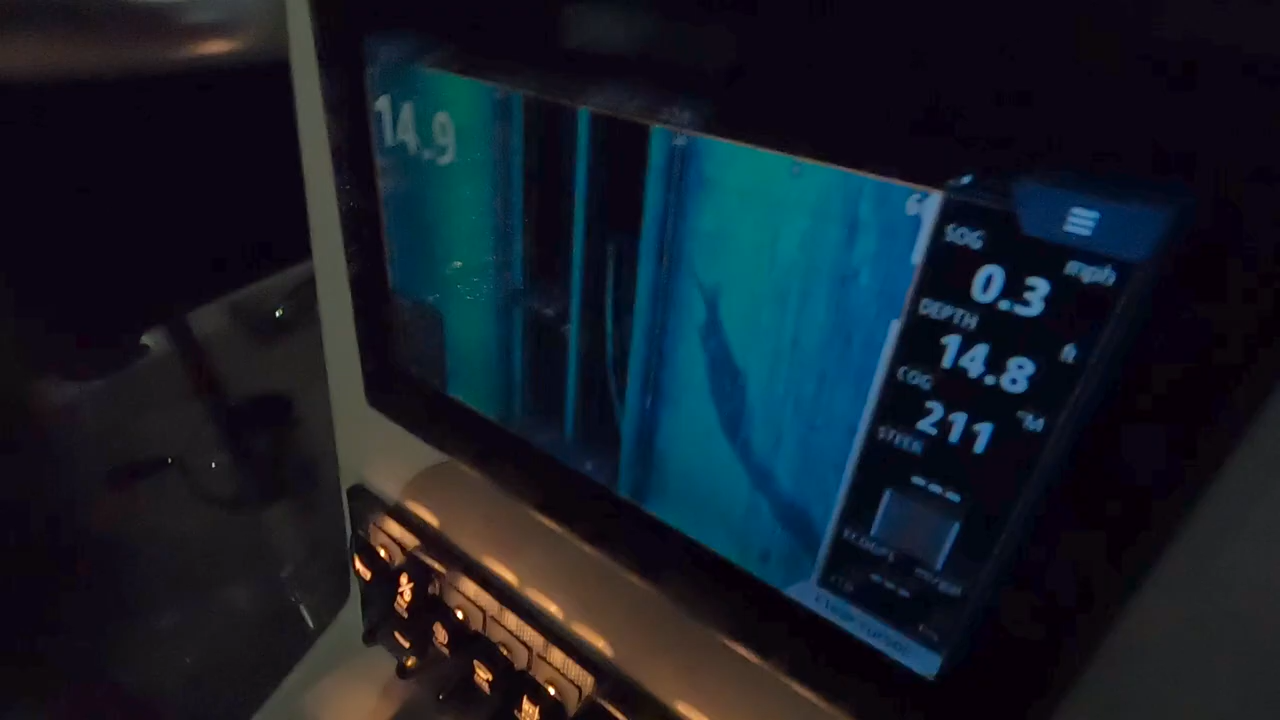 14.9
SOG
mph
0.3
DEPTH
ft
14.8
COG
°M
211
STEER
---
---